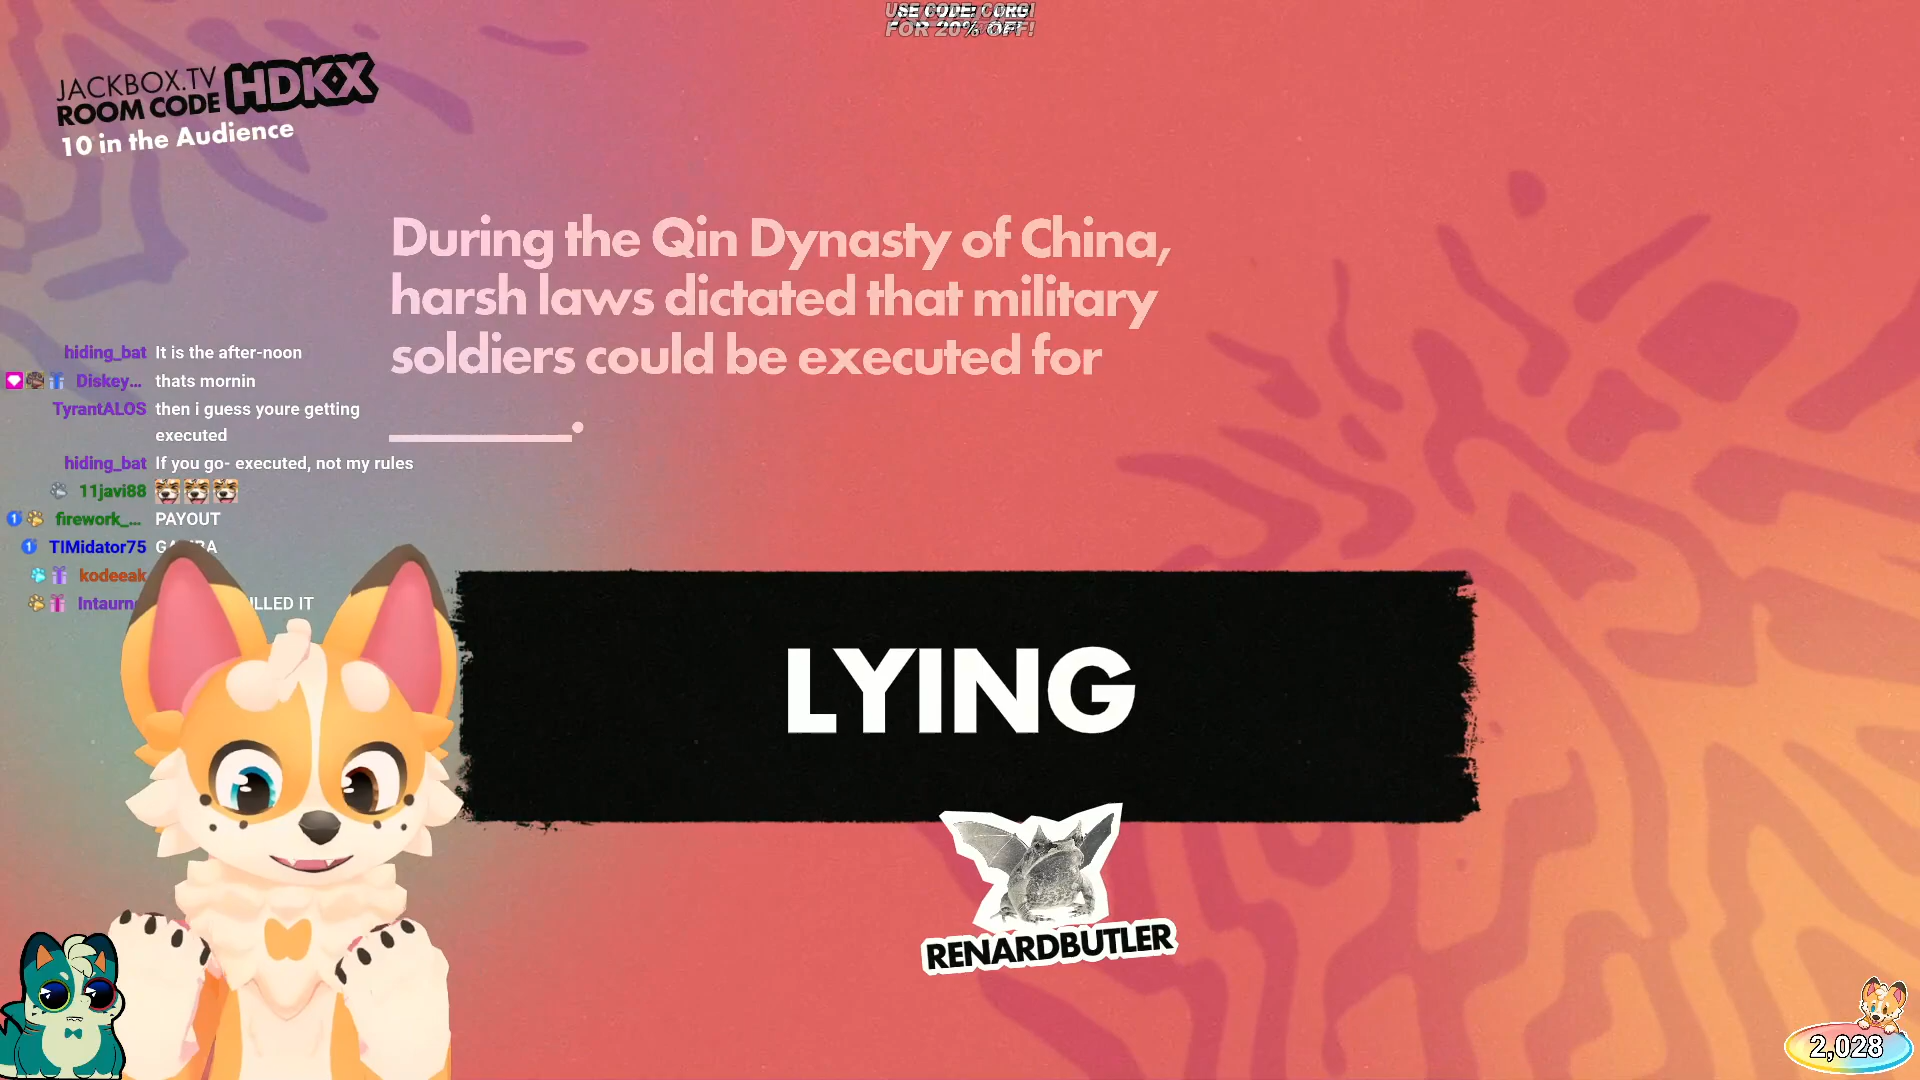 USE CODE: CORGI
FOR 20% OFF!
JACKBOX.TV
ROOM CODE HDKX
10 in the Audience
During the Qin Dynasty of China,
harsh laws dictated that military
soldiers could be executed for
__________.
hiding_bat It is the after-noon
Diskey... thats mornin
TyrantALOS then i guess youre getting
executed
hiding_bat If you go- executed, not my rules
11javi88
firework_... PAYOUT
TIMidator75
kodeeak
LYING
RENARDBUTLER
2,028